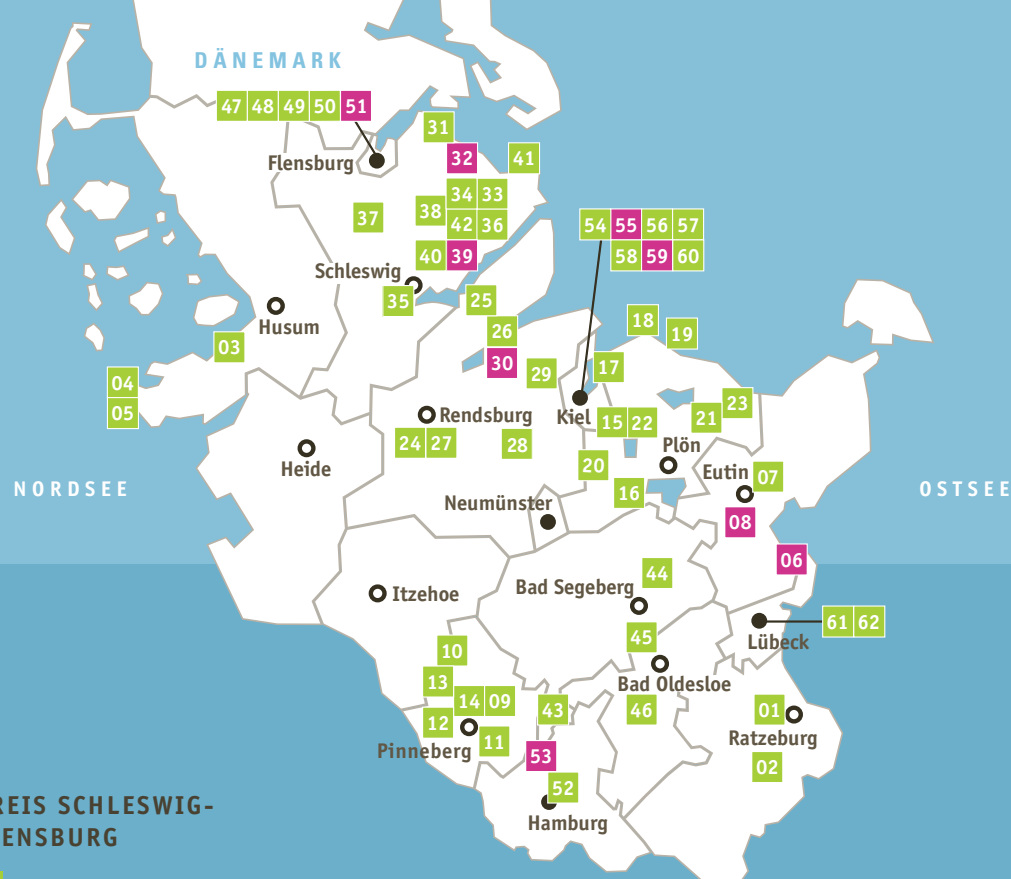 DÄNEMARK
47 48 49 50 51
31
Flensburg
32
41
34 33
37
38
42 36
54 55 56 57
40 39
58 59 60
Schleswig
35
25
Husum
26
18
19
03
30
29
17
04
05
Kiel
23
Rendsburg
15 22
21
24 27
28
Plön
Heide
20
Eutin
07
NORDSEE
OSTSEE
16
Neumünster
08
06
44
Bad Segeberg
Itzehoe
61 62
45
Lübeck
10
13
Bad Oldesloe
14 09
43
46
01
12
11
Pinneberg
Ratzeburg
53
02
52
Hamburg
REIS SCHLESWIG-
ENSBURG